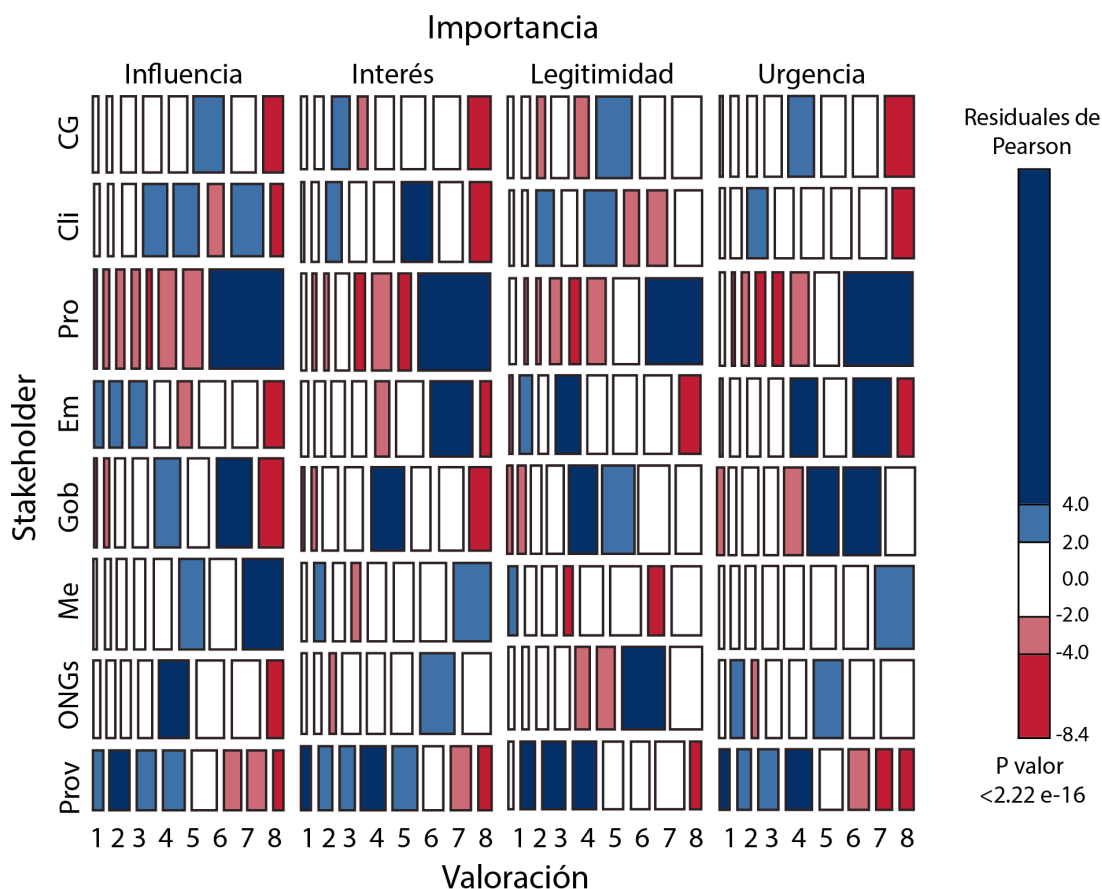 Importancia
Influencia Interés Legitimidad Urgencia
Residuales de
Pearson
Stakeholder
CG
Cli
Pro
Em
Gob
Me
ONGs
Prov
4.0
2.0
0.0
-2.0
-4.0
-8.4
P valor
<2.22 e-16
1 2 3 4 5 6 7 8 1 2 3 4 5 6 7 8 1 2 3 4 5 6 7 8 1 2 3 4 5 6 7 8
Valoración